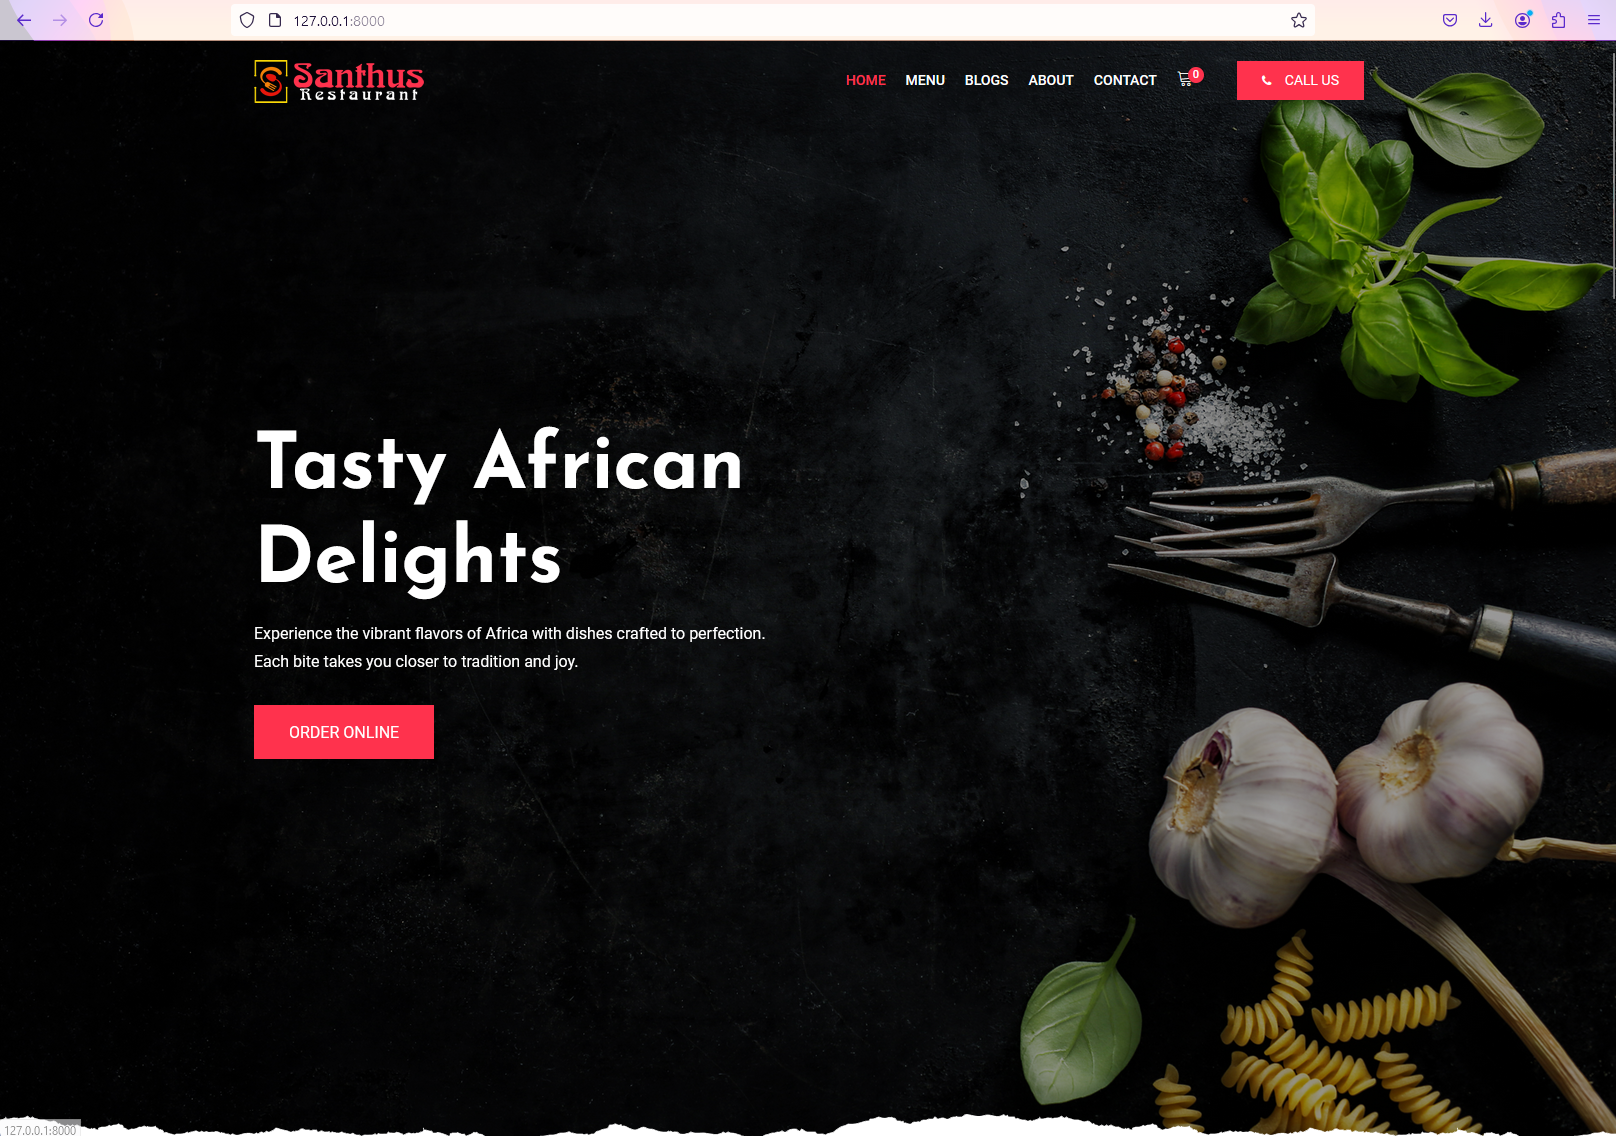 127.0.0.1:8000
Santhus
Restaurant
HOME MENU BLOGS ABOUT CONTACT 0 CALL US
Tasty African
Delights
Experience the vibrant flavors of Africa with dishes crafted to perfection.
Each bite takes you closer to tradition and joy.
ORDER ONLINE
127.0.0.1:8000